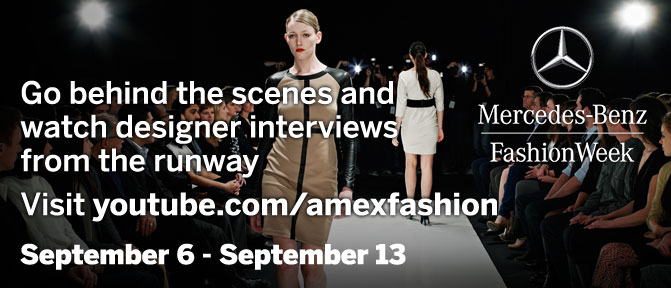 Go behind the scenes and
watch designer interviews
from the runway
Visit youtube.com/amexfashion
September 6 - September 13
Mercedes-Benz
FashionWeek